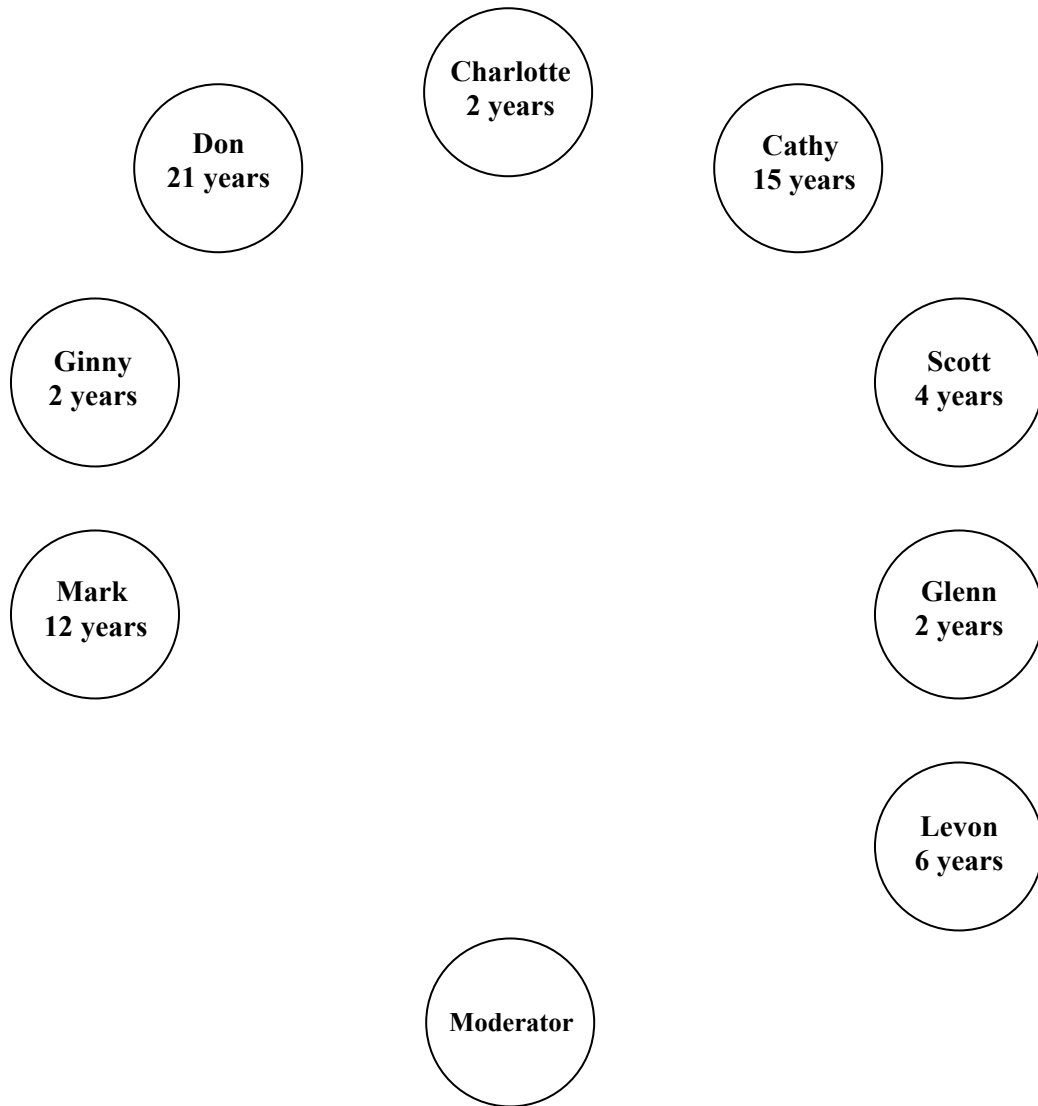 Charlotte
2 years
Don
21 years
Cathy
15 years
Ginny
2 years
Scott
4 years
Mark
12 years
Glenn
2 years
Levon
6 years
Moderator